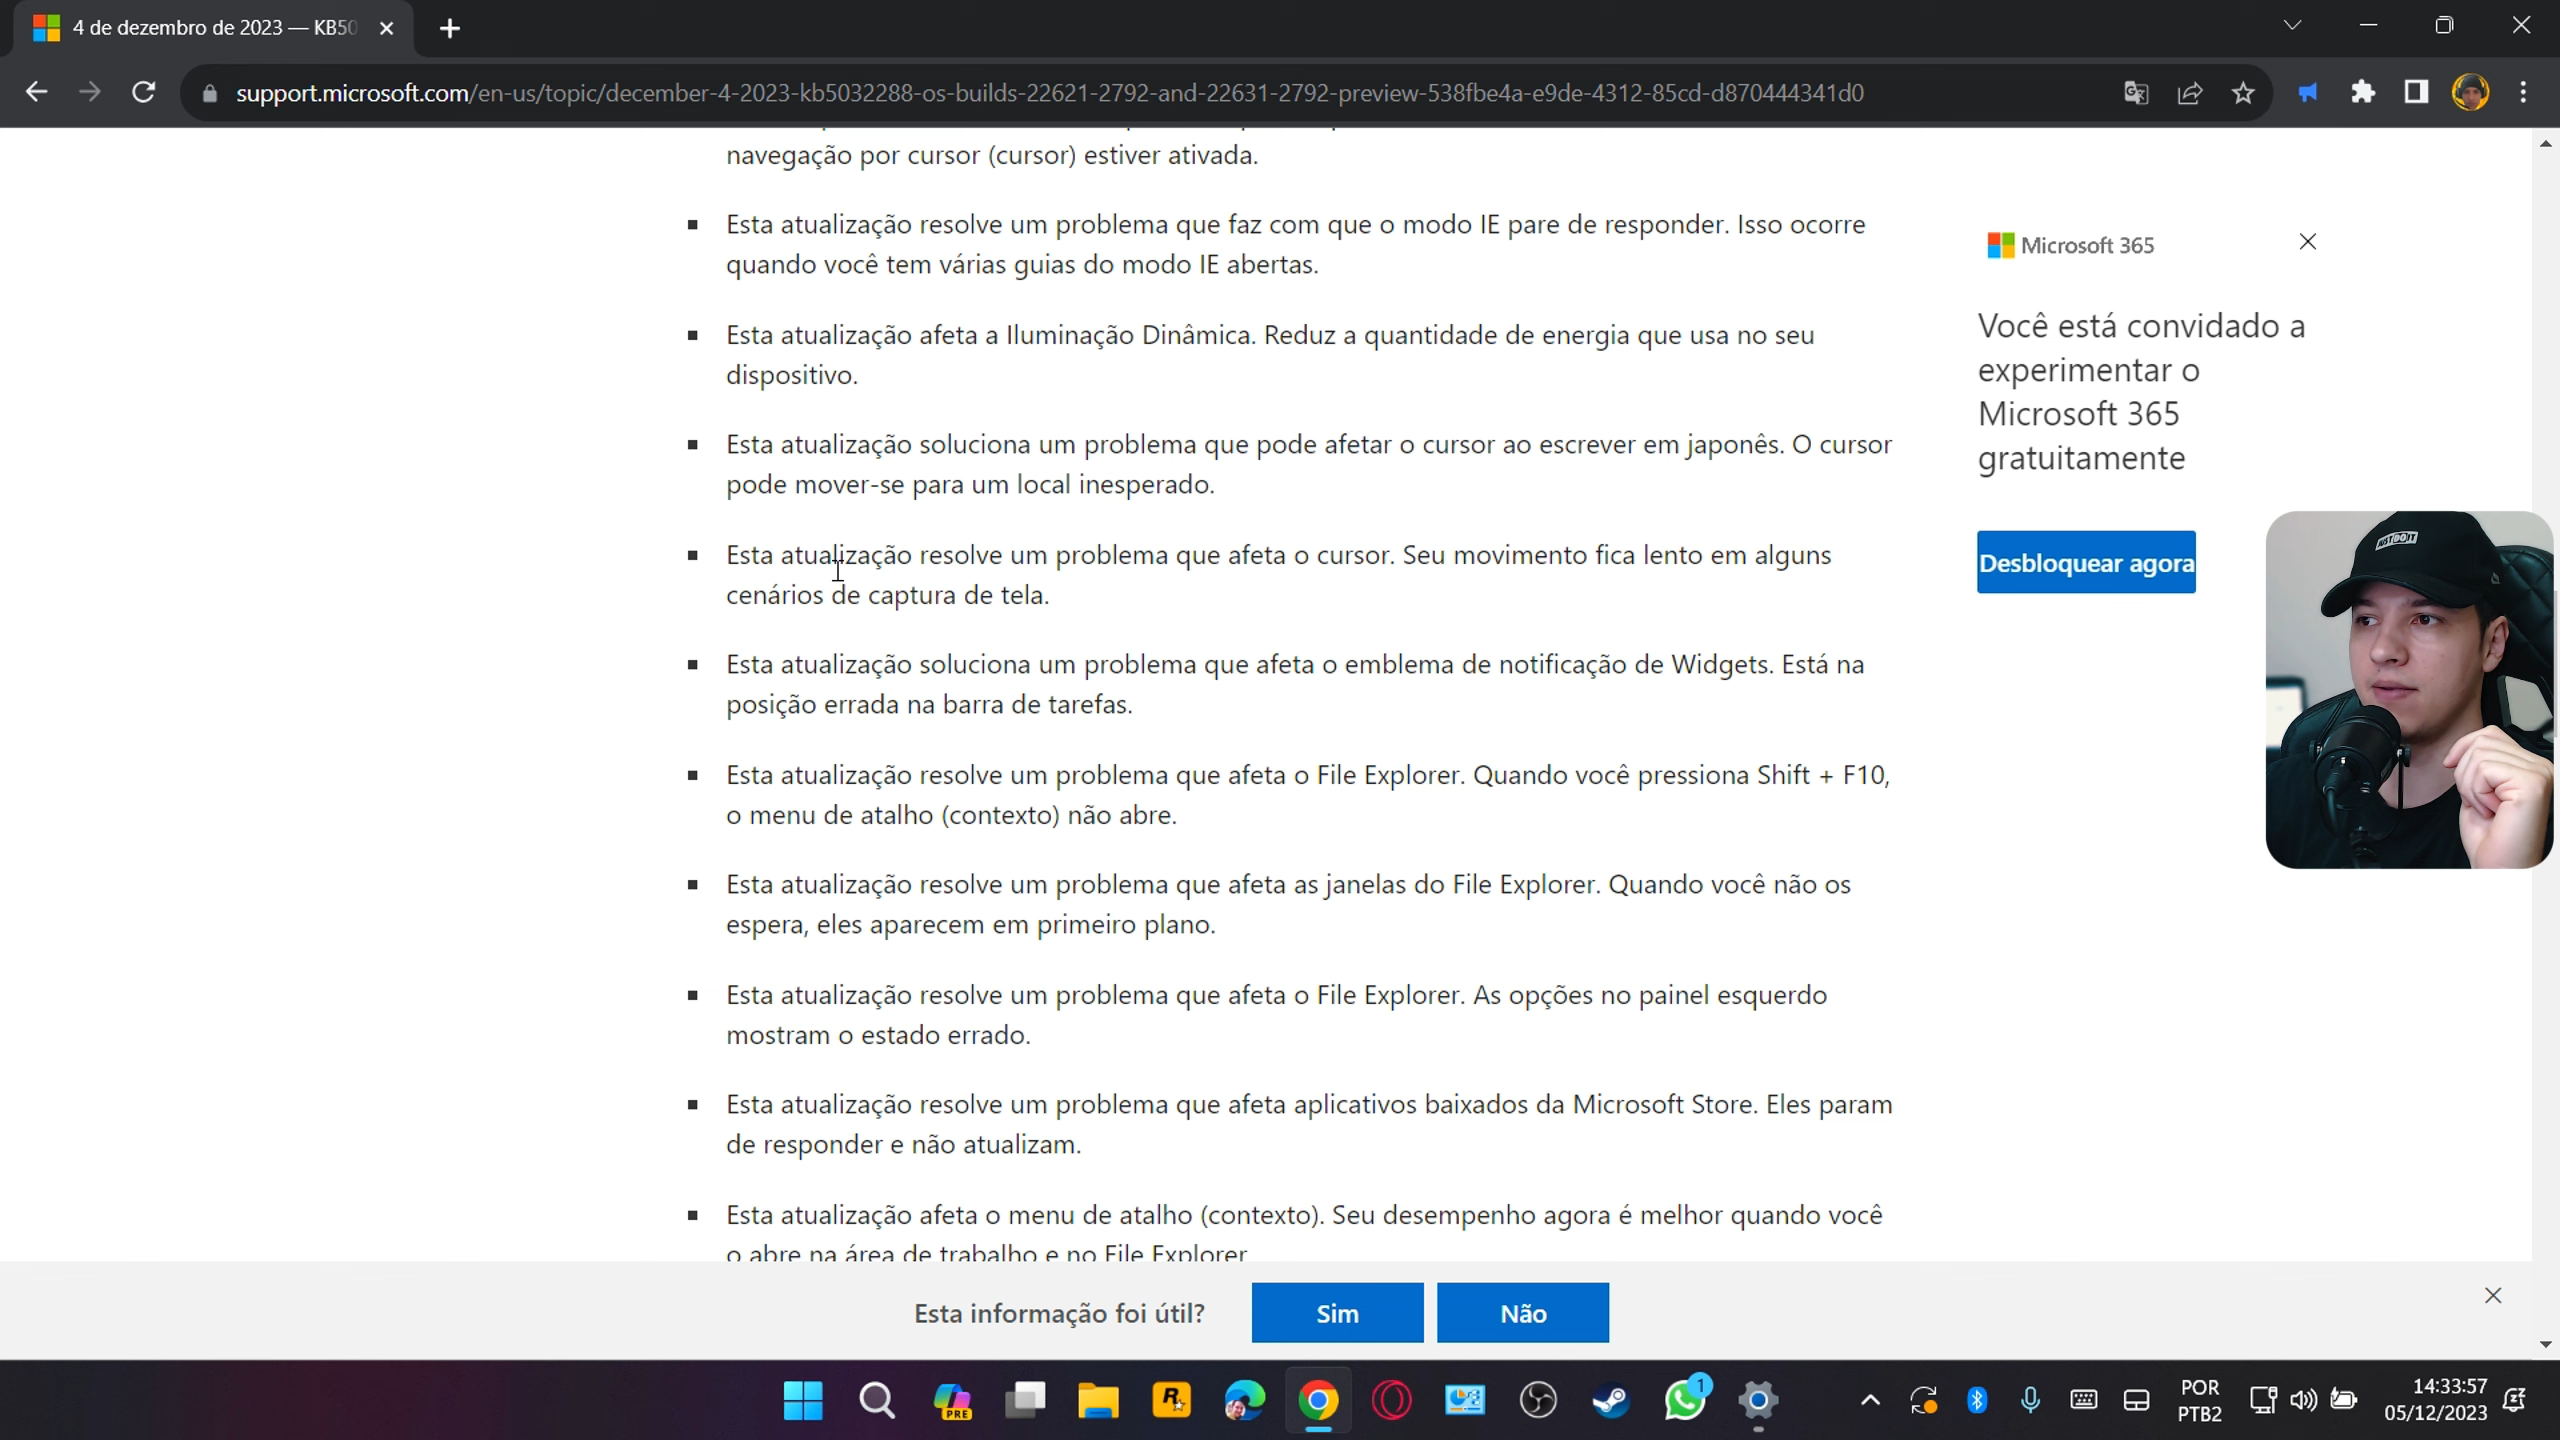 4 de dezembro de 2023 — KB50
support.microsoft.com/en-us/topic/december-4-2023-kb5032288-os-builds-22621-2792-and-22631-2792-preview-538fbe4a-e9de-4312-85cd-d870444341d0
navegação por cursor (cursor) estiver ativada.
Esta atualização resolve um problema que faz com que o modo IE pare de responder. Isso ocorre
quando você tem várias guias do modo IE abertas.
Esta atualização afeta a Iluminação Dinâmica. Reduz a quantidade de energia que usa no seu
dispositivo.
Esta atualização soluciona um problema que pode afetar o cursor ao escrever em japonês. O cursor
pode mover-se para um local inesperado.
Esta atualização resolve um problema que afeta o cursor. Seu movimento fica lento em alguns
cenários de captura de tela.
Esta atualização soluciona um problema que afeta o emblema de notificação de Widgets. Está na
posição errada na barra de tarefas.
Esta atualização resolve um problema que afeta o File Explorer. Quando você pressiona Shift + F10,
o menu de atalho (contexto) não abre.
Esta atualização resolve um problema que afeta as janelas do File Explorer. Quando você não os
espera, eles aparecem em primeiro plano.
Esta atualização resolve um problema que afeta o File Explorer. As opções no painel esquerdo
mostram o estado errado.
Esta atualização resolve um problema que afeta aplicativos baixados da Microsoft Store. Eles param
de responder e não atualizam.
Esta atualização afeta o menu de atalho (contexto). Seu desempenho agora é melhor quando você
o abre na área de trabalho e no File Explorer
Microsoft 365
Você está convidado a
experimentar o
Microsoft 365
gratuitamente
Desbloquear agora
JUST DO IT
Esta informação foi útil?
Sim
Não
PRE
R
1
POR
PTB2
14:33:57
05/12/2023